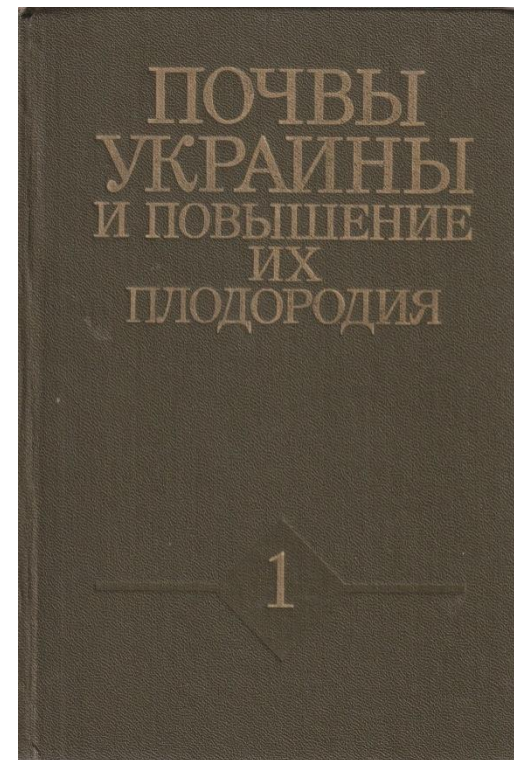 ПОЧВЫ
УКРАИНЫ
И ПОВЫШЕНИЕ
ИХ
ПЛОДОРОДИЯ
1